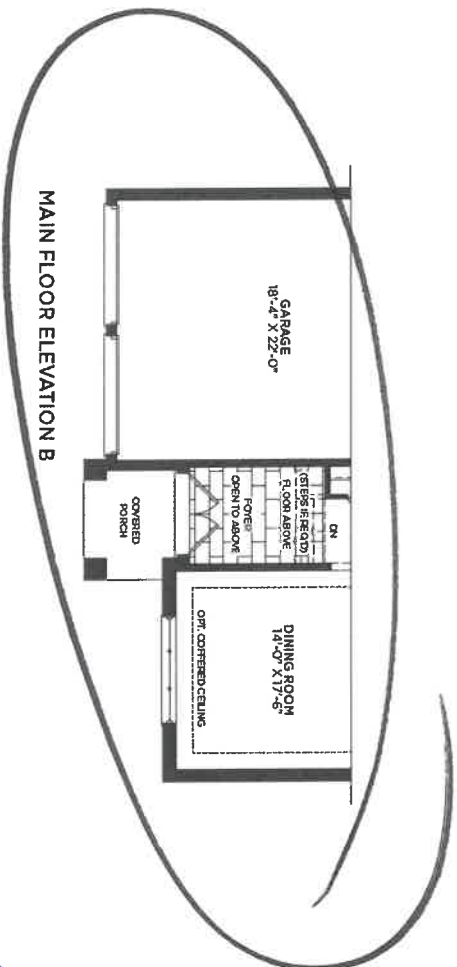 GARAGE
18'-4" X 22'-0"
DN
(STEPS IF REQ'D)
FLOOR ABOVE
FOYER
OPEN TO ABOVE
COVERED
PORCH
DINING ROOM
14'-0" X 17'-6"
OPT. COFFERED CEILING
MAIN FLOOR ELEVATION B